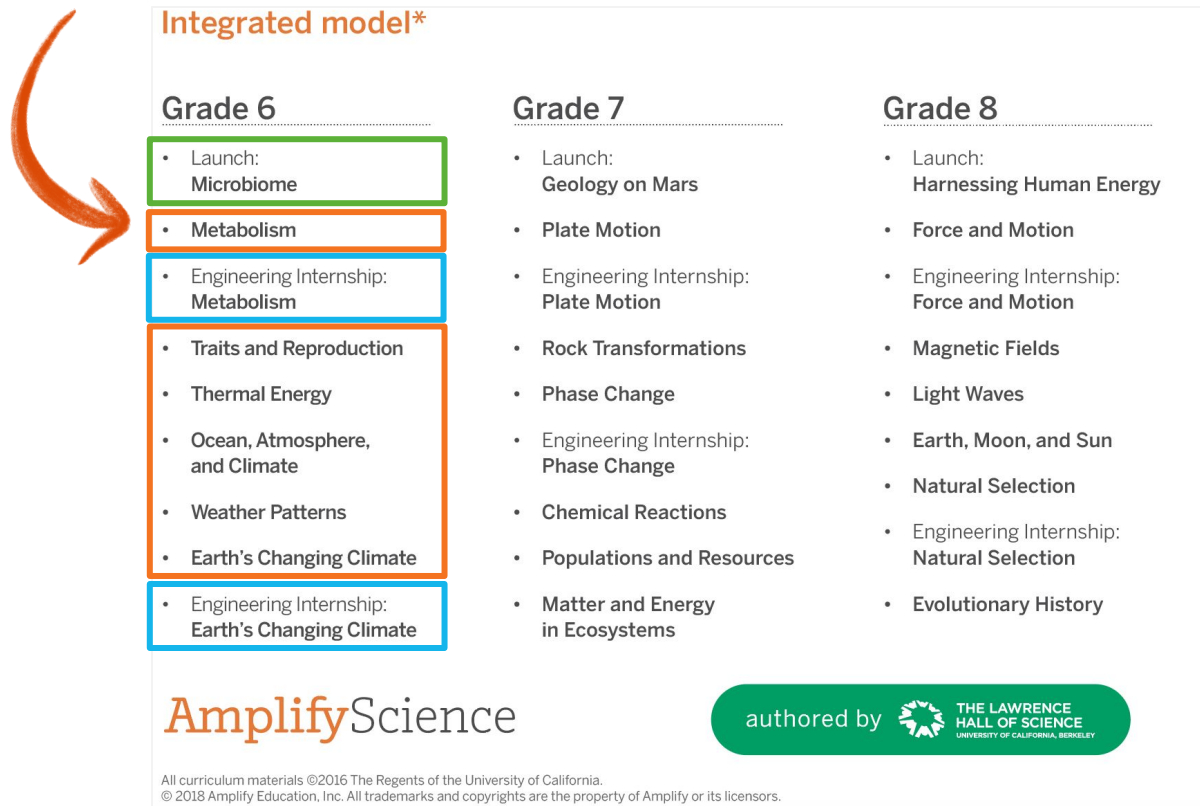 Integrated model*
Grade 6
• Launch:
Microbiome
• Metabolism
• Engineering Internship:
Metabolism
• Traits and Reproduction
• Thermal Energy
• Ocean, Atmosphere,
and Climate
• Weather Patterns
• Earth's Changing Climate
• Engineering Internship:
Earth's Changing Climate
Grade 7
• Launch:
Geology on Mars
• Plate Motion
• Engineering Internship:
Plate Motion
• Rock Transformations
• Phase Change
• Engineering Internship:
Phase Change
• Chemical Reactions
• Populations and Resources
• Matter and Energy
in Ecosystems
Grade 8
• Launch:
Harnessing Human Energy
• Force and Motion
• Engineering Internship:
Force and Motion
• Magnetic Fields
• Light Waves
• Earth, Moon, and Sun
• Natural Selection
• Engineering Internship:
Natural Selection
• Evolutionary History
AmplifyScience
authored by
THE LAWRENCE
HALL OF SCIENCE
UNIVERSITY OF CALIFORNIA, BERKELEY
All curriculum materials ©2016 The Regents of the University of California.
© 2018 Amplify Education, Inc. All trademarks and copyrights are the property of Amplify or its licensors.